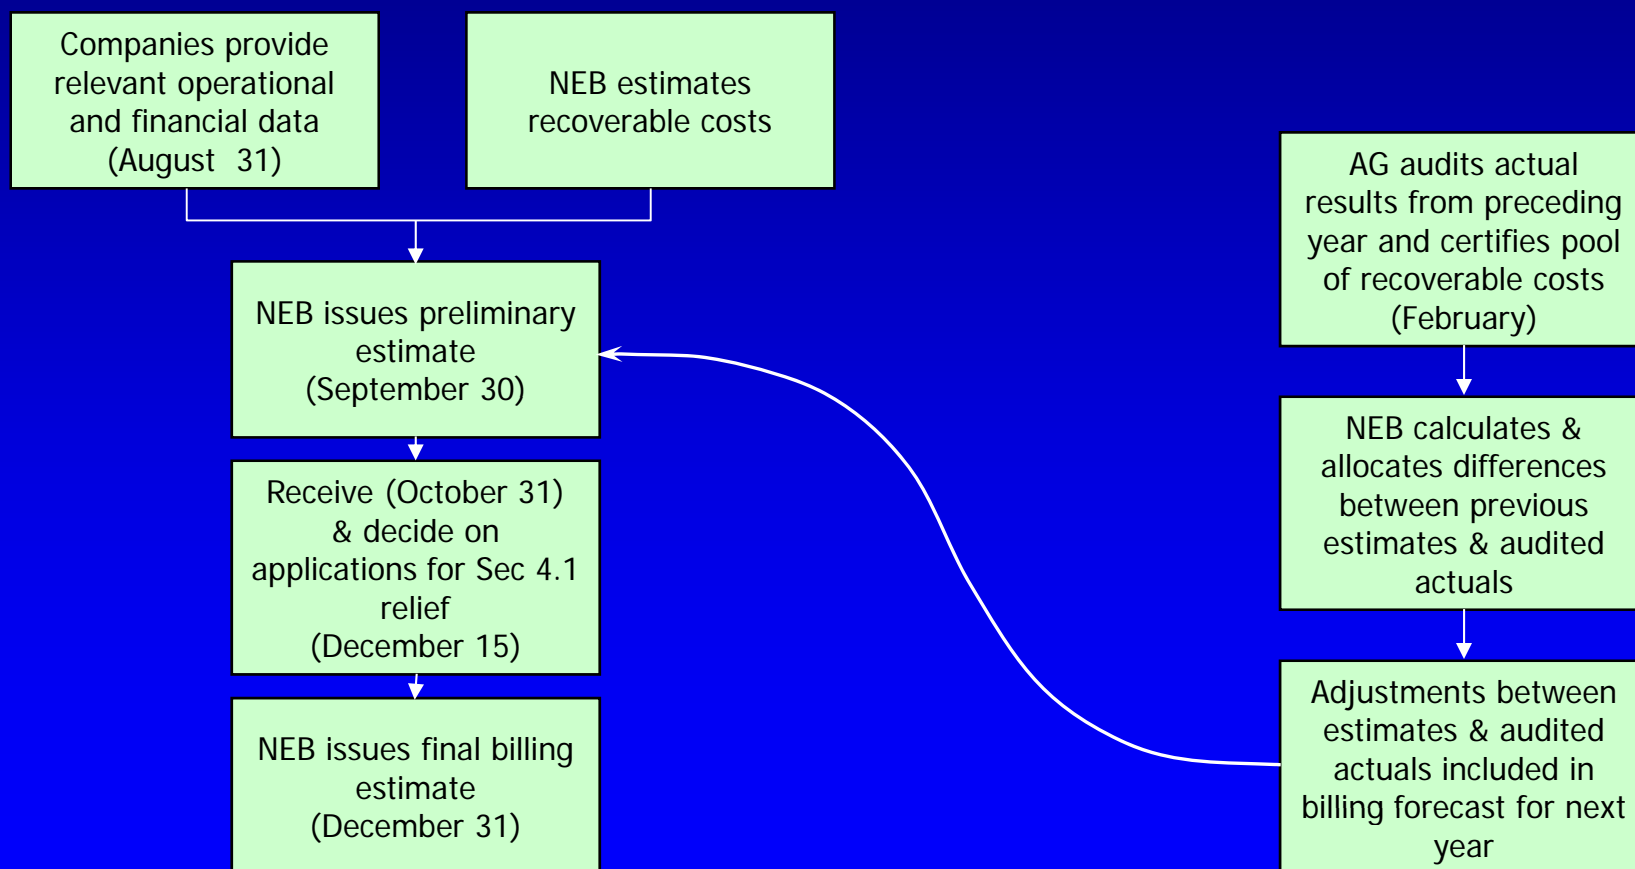 Companies provide
relevant operational
and financial data
(August 31)
NEB estimates
recoverable costs
NEB issues preliminary
estimate
(September 30)
Receive (October 31)
& decide on
applications for Sec 4.1
relief
(December 15)
NEB issues final billing
estimate
(December 31)
AG audits actual
results from preceding
year and certifies pool
of recoverable costs
(February)
NEB calculates &
allocates differences
between previous
estimates & audited
actuals
Adjustments between
estimates & audited
actuals included in
billing forecast for next
year